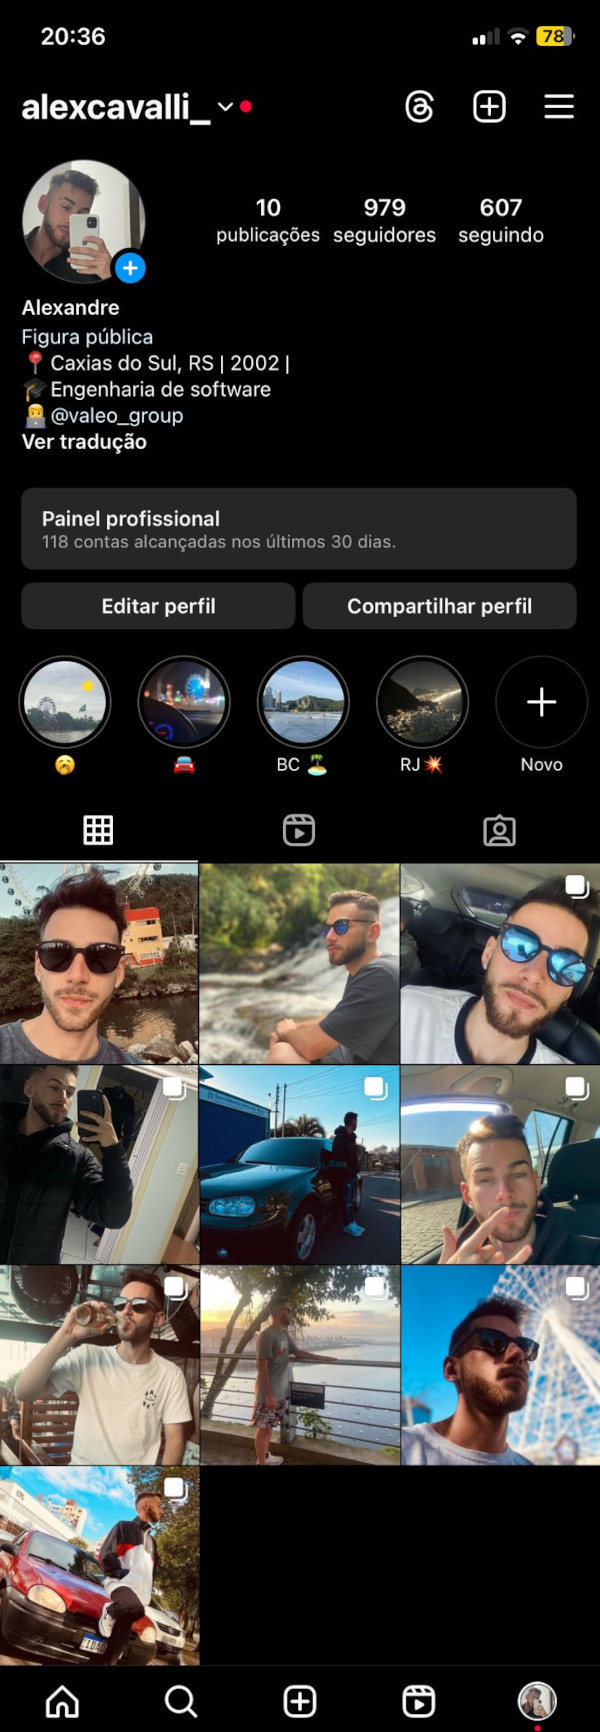 20:36
78
alexcavalli_
10 979 607
publicações seguidores seguindo
Alexandre
Figura pública
📍Caxias do Sul, RS | 2002 |
🎓Engenharia de software
👨‍💻@valeo_group
Ver tradução
Painel profissional
118 contas alcançadas nos últimos 30 dias.
Editar perfil Compartilhar perfil
🥱 🚘 BC 🏝️ RJ💥 Novo